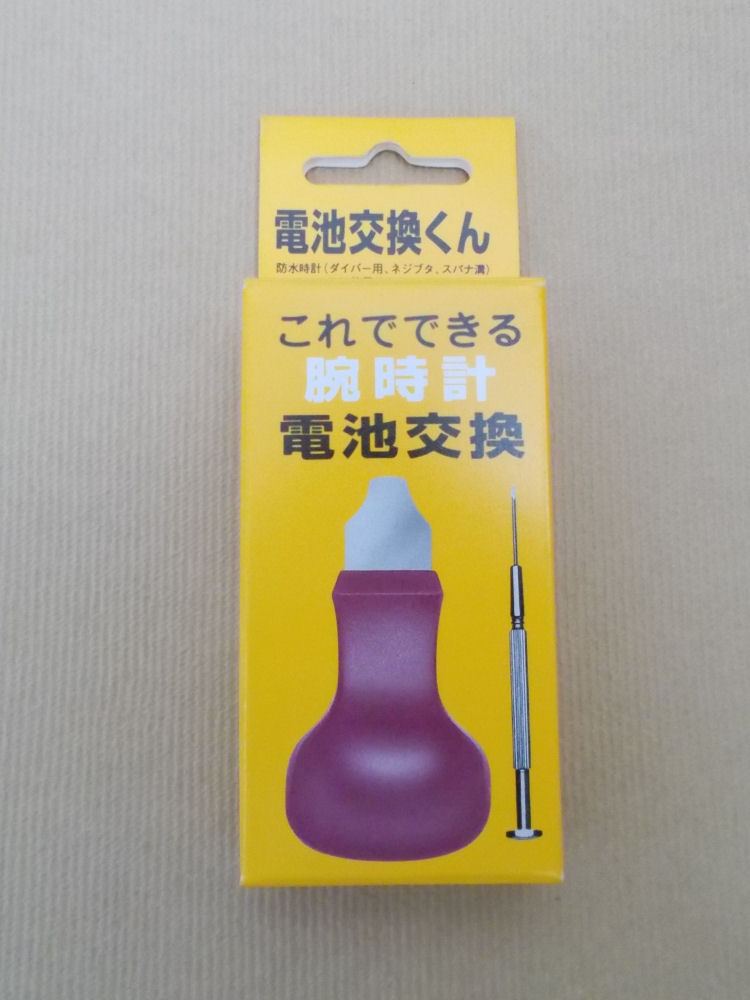 電池交換くん
防水時計(ダイバー用、ネジブタ、スパナ溝)
これでできる
腕時計
電池交換